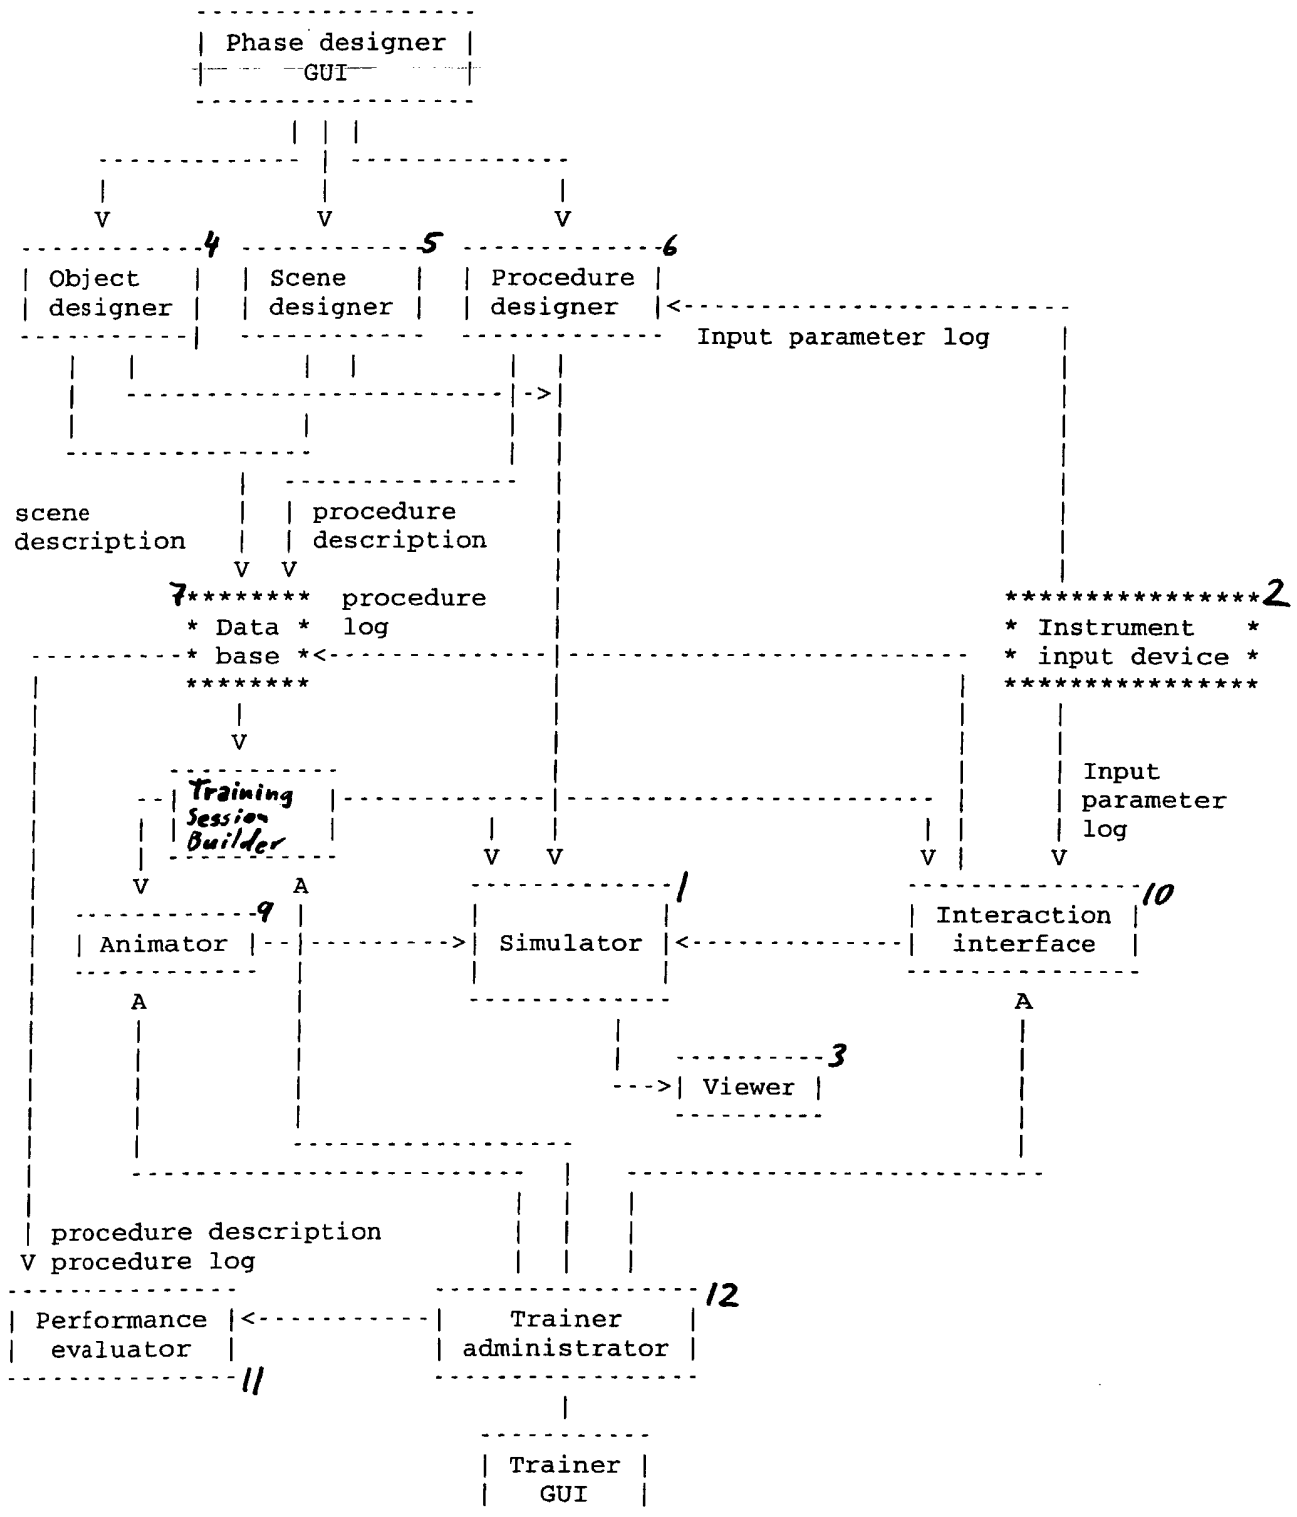 Phase designer
GUI
4
5
6
Object
designer
Scene
designer
Procedure
designer
Input parameter log
scene
description
procedure
description
7
procedure
log
2
Data
base
Instrument
input device
Training
Session
Builder
Input
parameter
log
9
1
10
Animator
Simulator
Interaction
interface
3
Viewer
procedure description
procedure log
12
Performance
evaluator
Trainer
administrator
11
Trainer
GUI